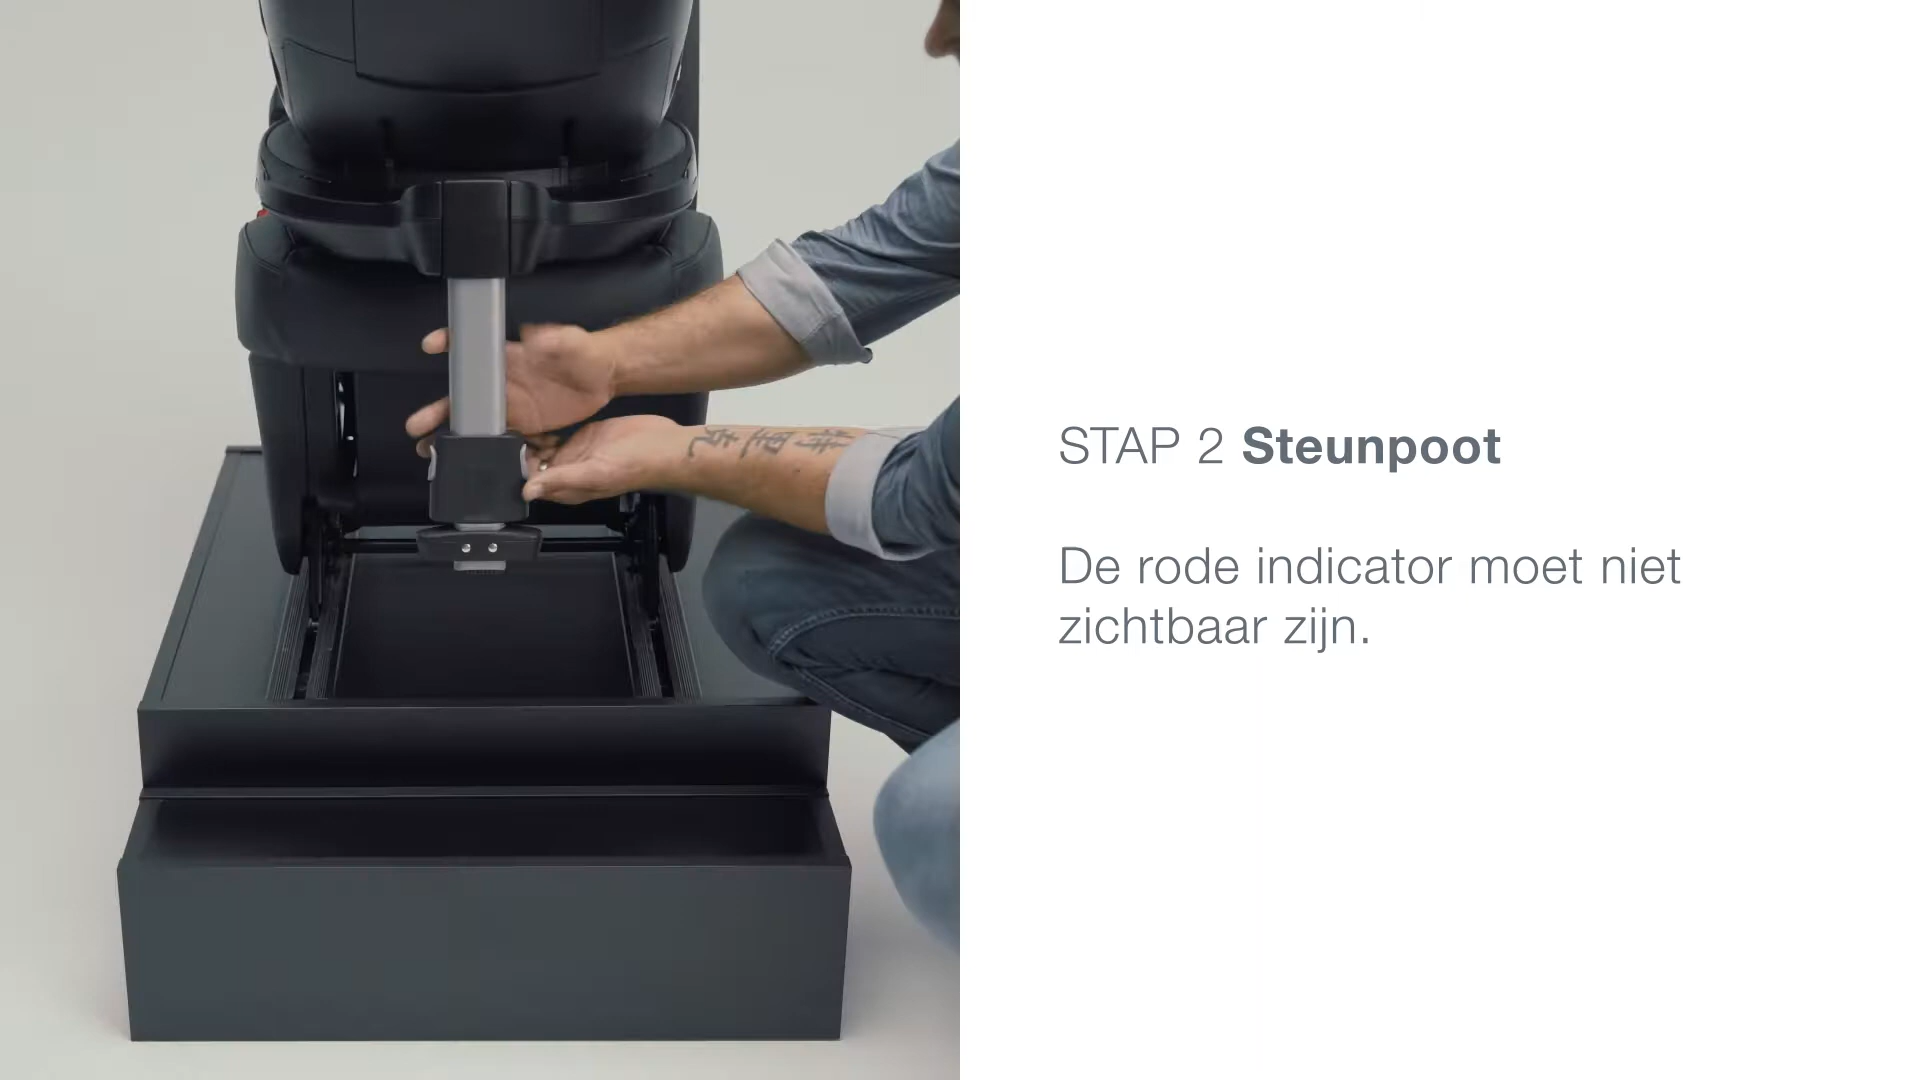 STAP 2 Steunpoot
De rode indicator moet niet
zichtbaar zijn.